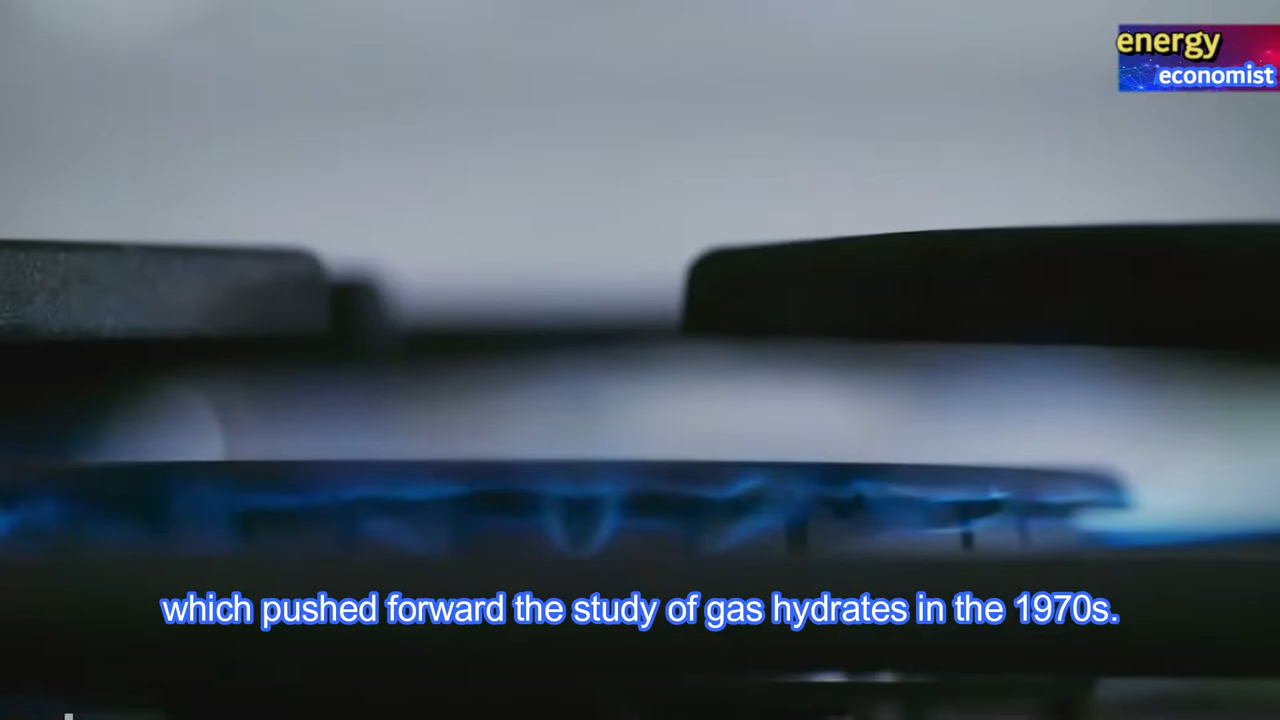 energy
economist
which pushed forward the study of gas hydrates in the 1970s.